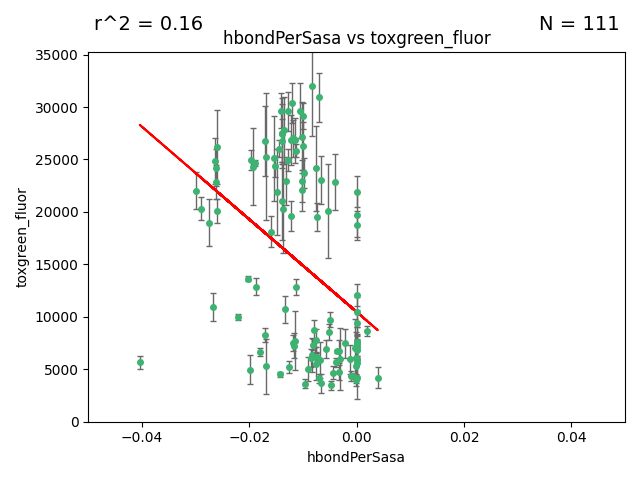 r^2 = 0.16
N = 111
hbondPerSasa vs toxgreen_fluor
toxgreen_fluor
35000
30000
25000
20000
15000
10000
5000
0
−0.04
−0.02
0.00
0.02
0.04
hbondPerSasa